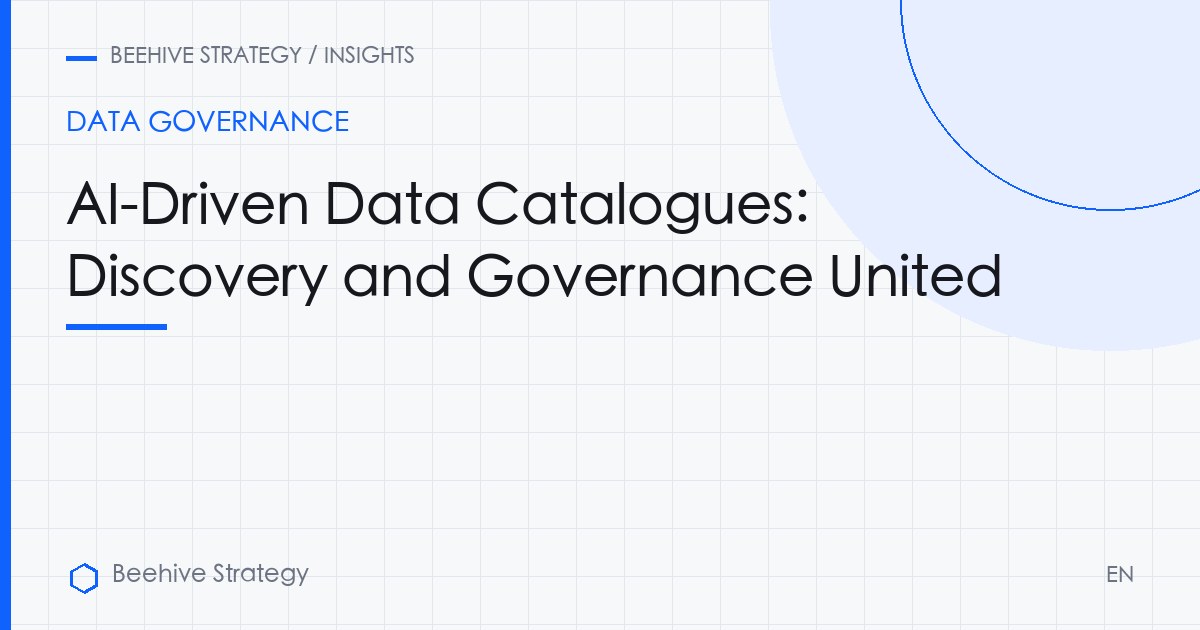 BEEHIVE STRATEGY / INSIGHTS
DATA GOVERNANCE
AI-Driven Data Catalogues:
Discovery and Governance United
Beehive Strategy
EN